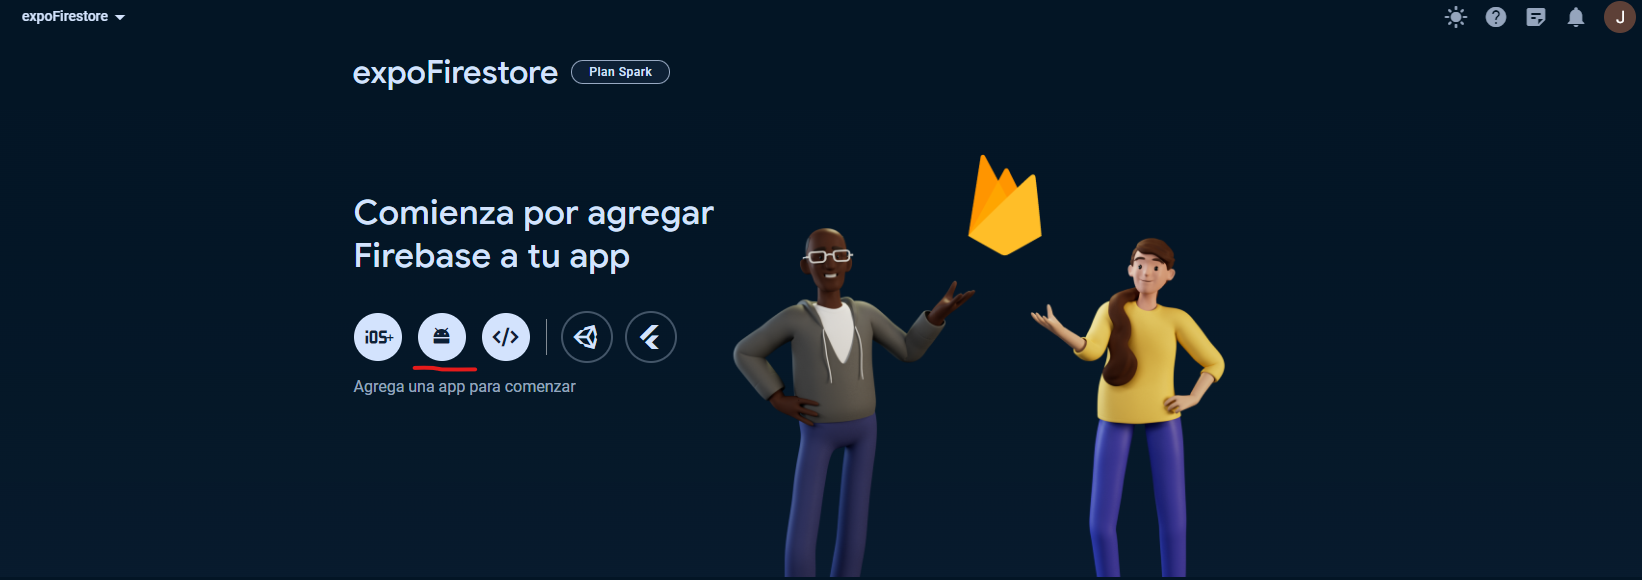 expoFirestore
J
expoFirestore Plan Spark
Comienza por agregar
Firebase a tu app
iOS+
Agrega una app para comenzar